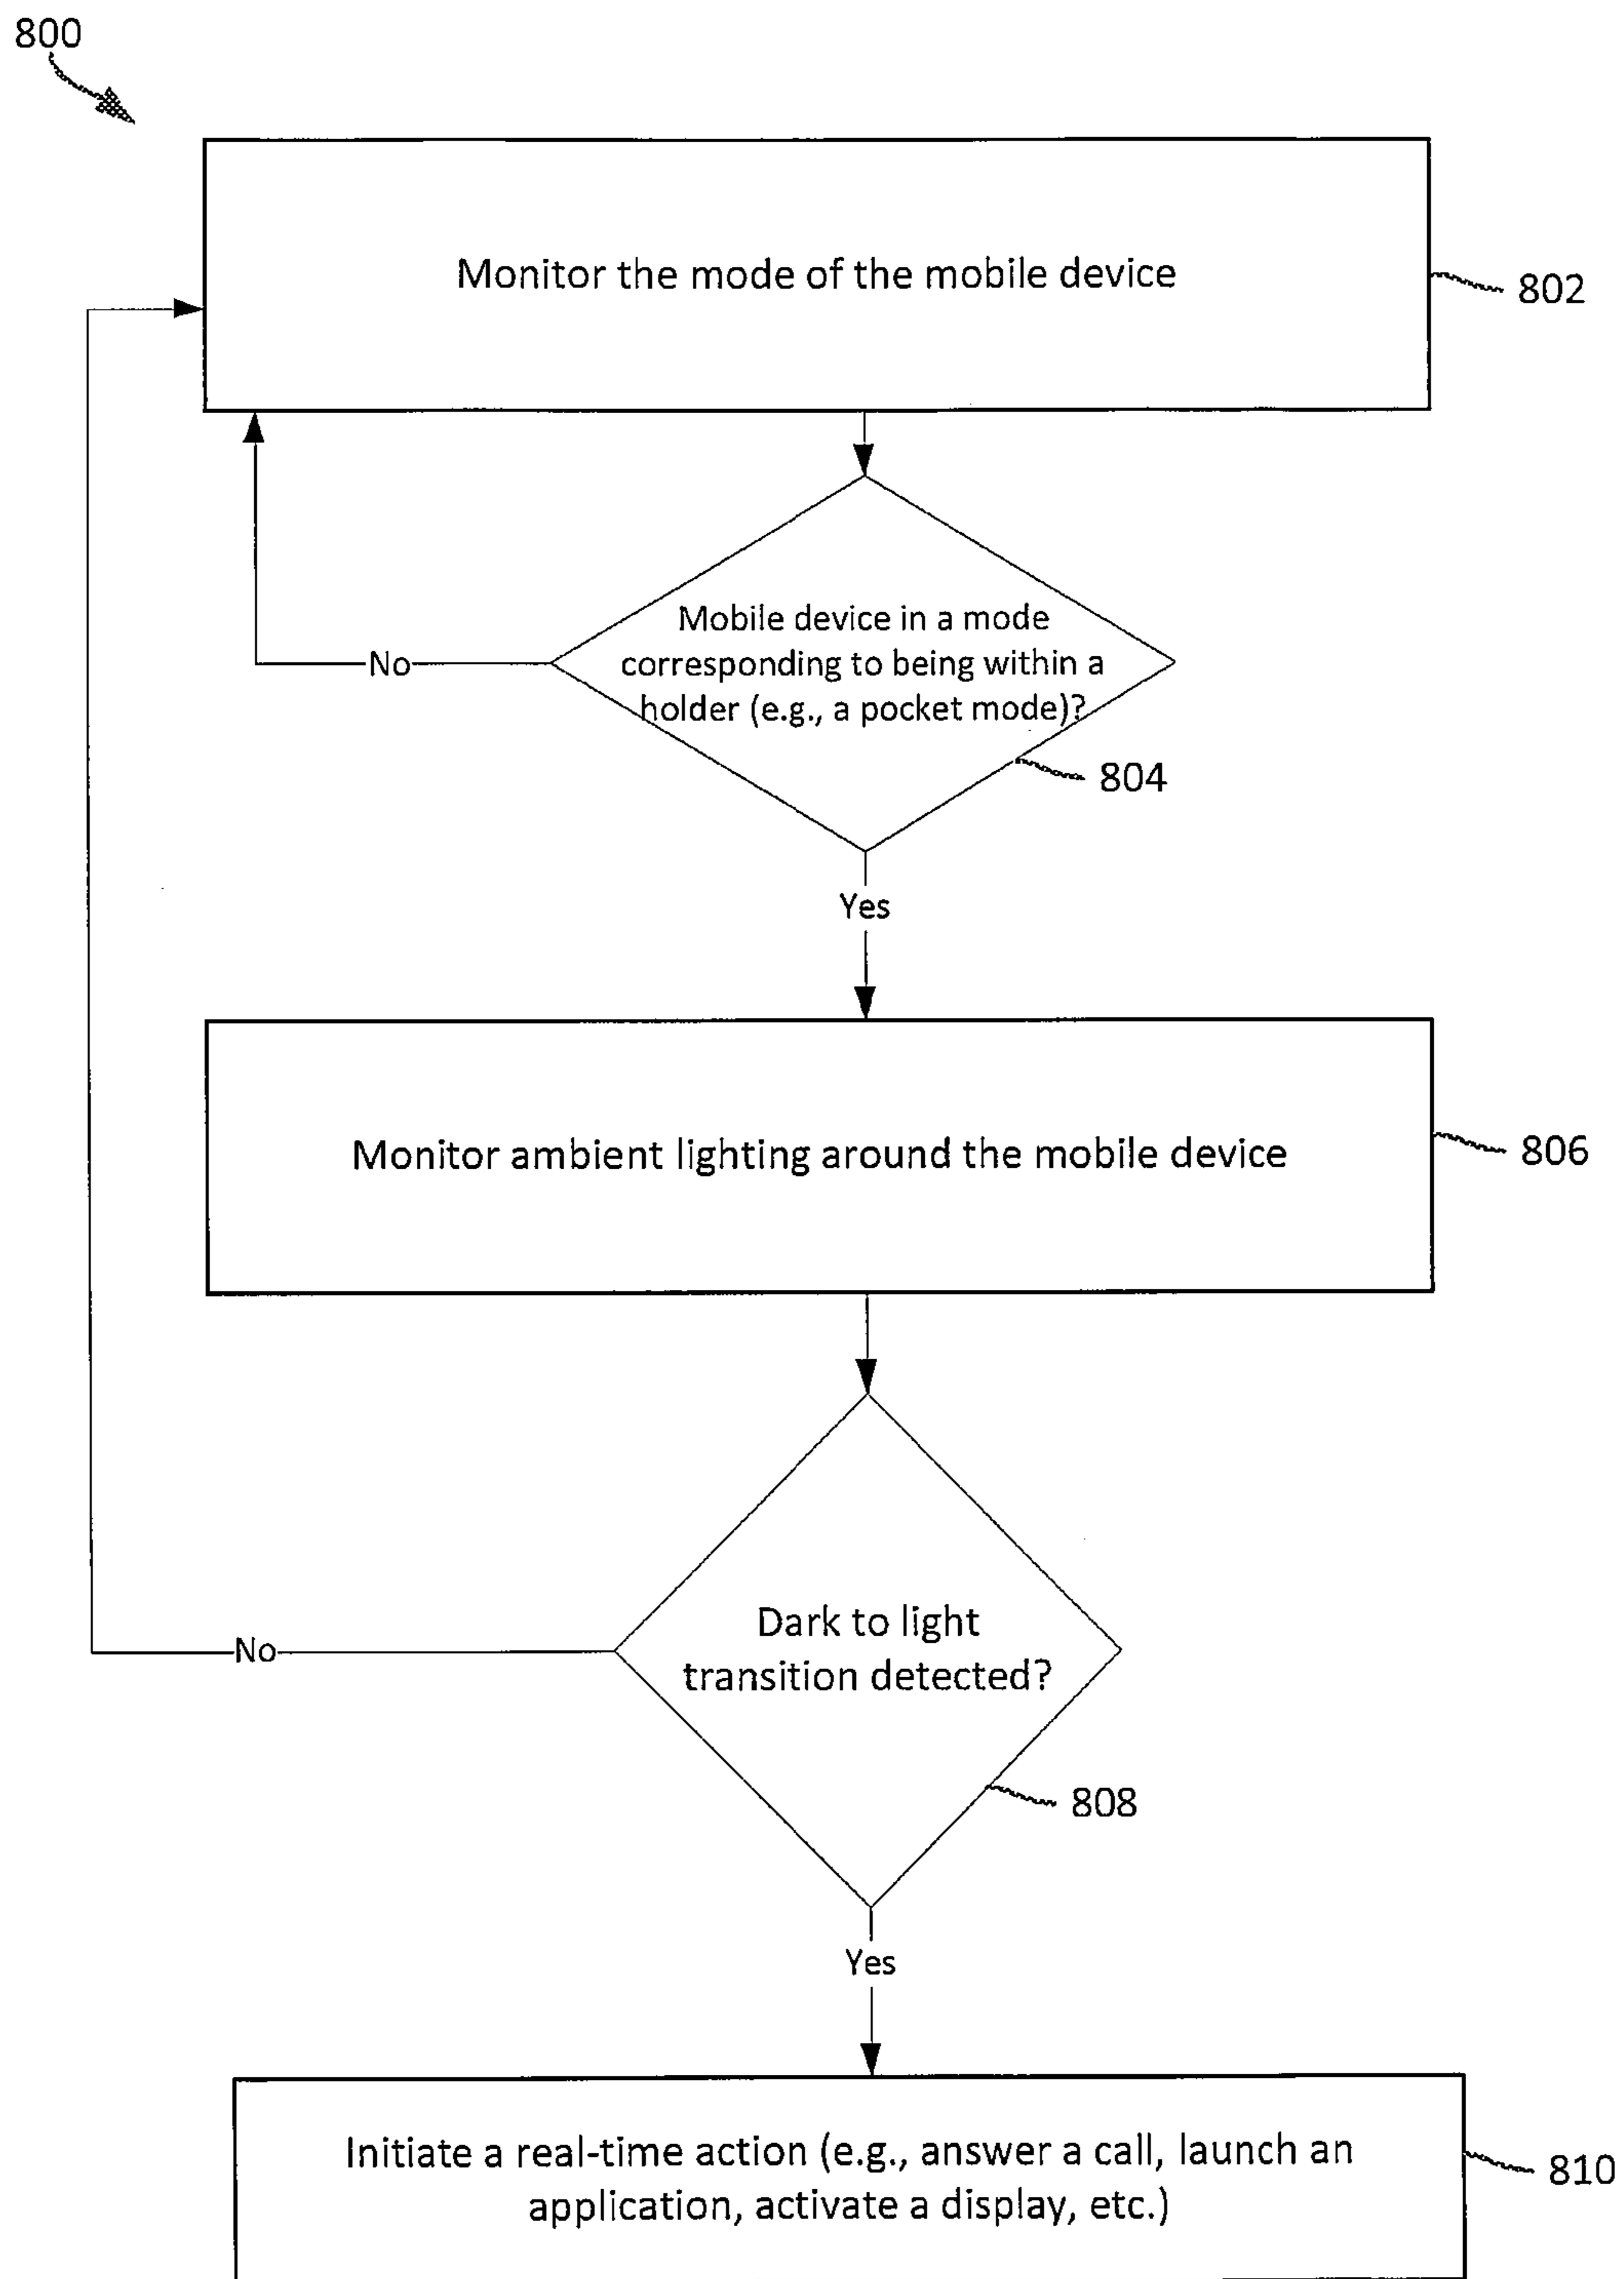 800
Monitor the mode of the mobile device
802
Mobile device in a mode
corresponding to being within a
holder (e.g., a pocket mode)?
No
804
Yes
Monitor ambient lighting around the mobile device
806
Dark to light
transition detected?
No
808
Yes
Initiate a real-time action (e.g., answer a call, launch an
application, activate a display, etc.)
810